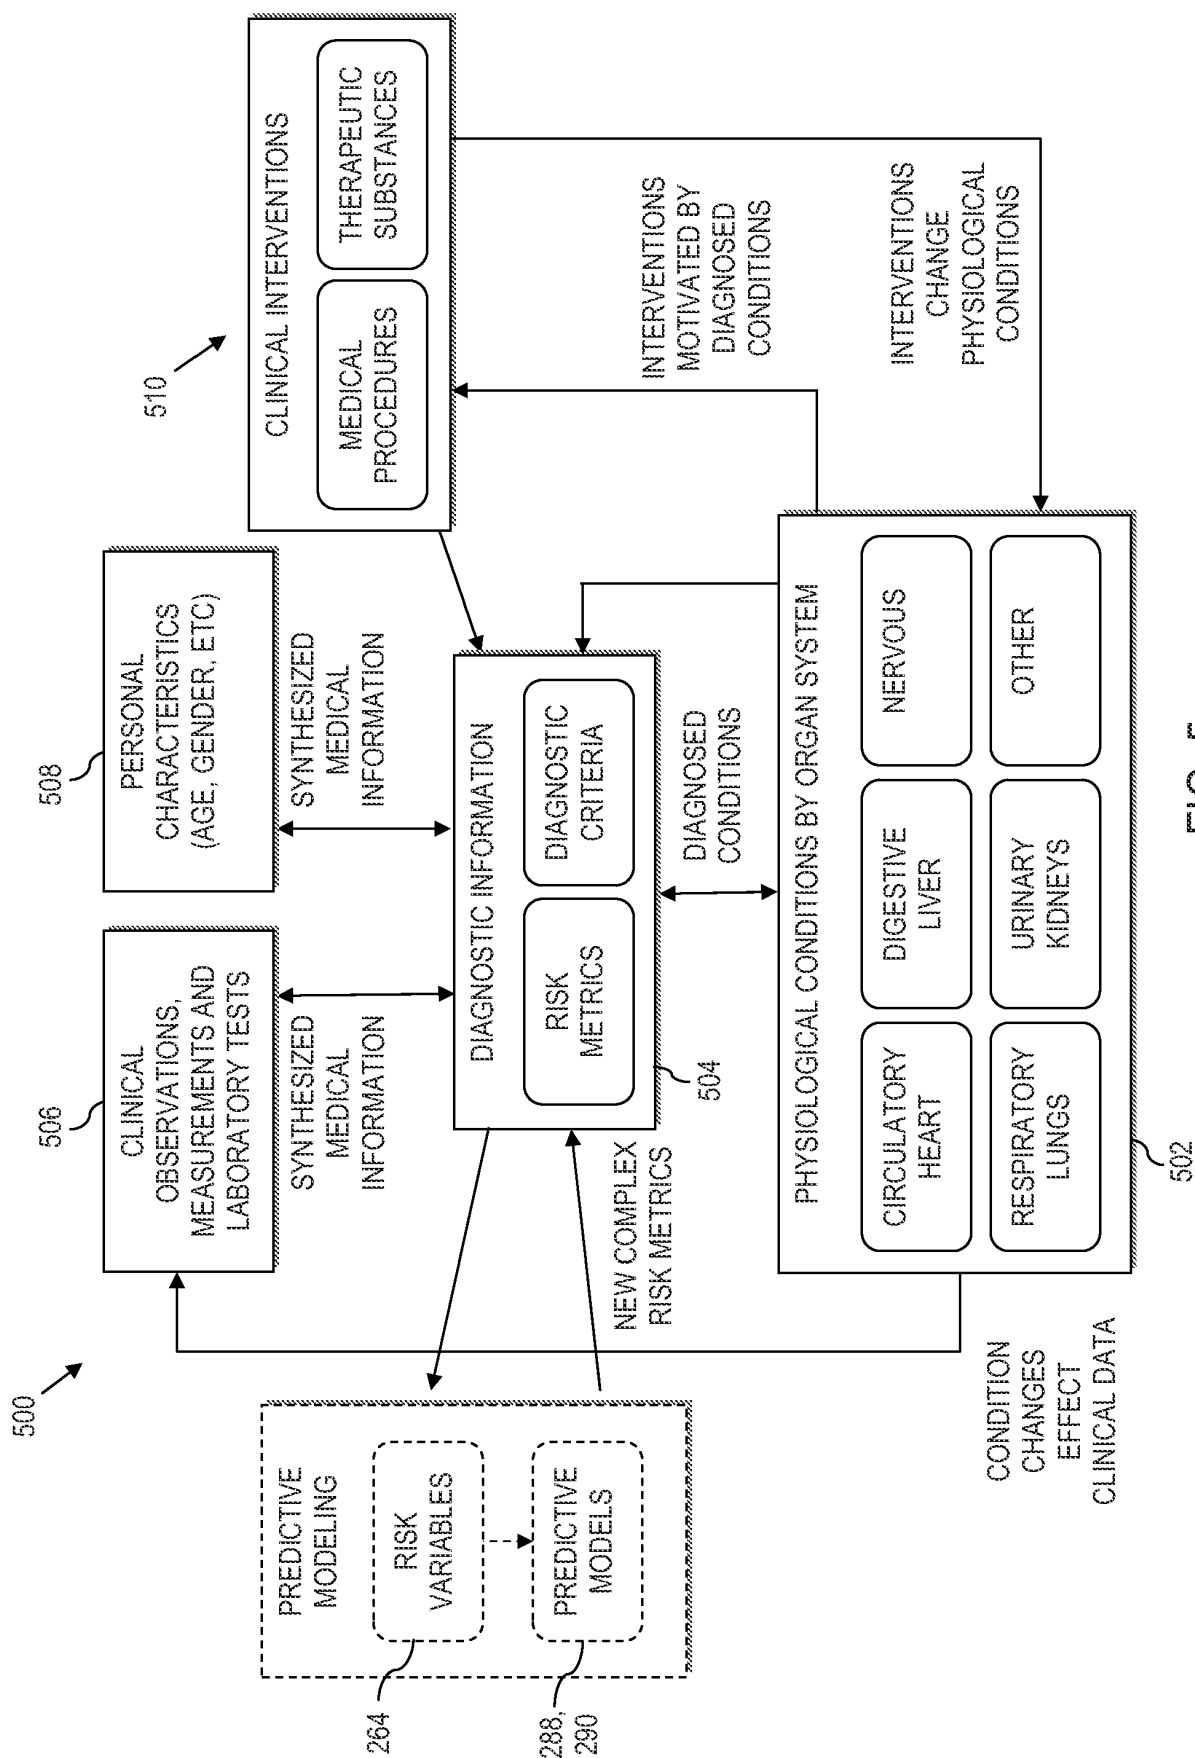 500
506
CLINICAL
OBSERVATIONS,
MEASUREMENTS AND
LABORATORY TESTS
508
PERSONAL
CHARACTERISTICS
(AGE, GENDER, ETC)
510
CLINICAL INTERVENTIONS
MEDICAL
PROCEDURES
THERAPEUTIC
SUBSTANCES
SYNTHESIZED
MEDICAL
INFORMATION
SYNTHESIZED
MEDICAL
INFORMATION
PREDICTIVE
MODELING
RISK
VARIABLES
264
PREDICTIVE
MODELS
288,
290
DIAGNOSTIC INFORMATION
RISK
METRICS
DIAGNOSTIC
CRITERIA
504
NEW COMPLEX
RISK METRICS
DIAGNOSED
CONDITIONS
INTERVENTIONS
MOTIVATED BY
DIAGNOSED
CONDITIONS
INTERVENTIONS
CHANGE
PHYSIOLOGICAL
CONDITIONS
PHYSIOLOGICAL CONDITIONS BY ORGAN SYSTEM
CIRCULATORY
HEART
DIGESTIVE
LIVER
NERVOUS
RESPIRATORY
LUNGS
URINARY
KIDNEYS
OTHER
502
CONDITION
CHANGES
EFFECT
CLINICAL DATA